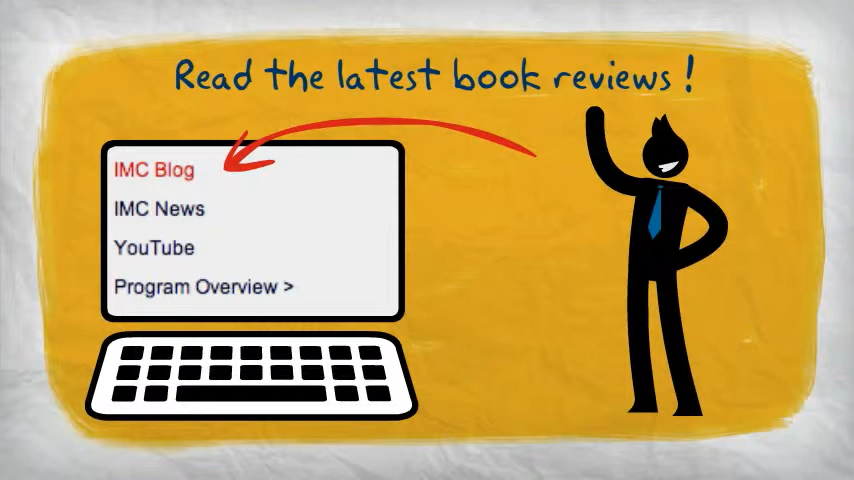 Read the latest book reviews !
IMC Blog
IMC News
YouTube
Program Overview >